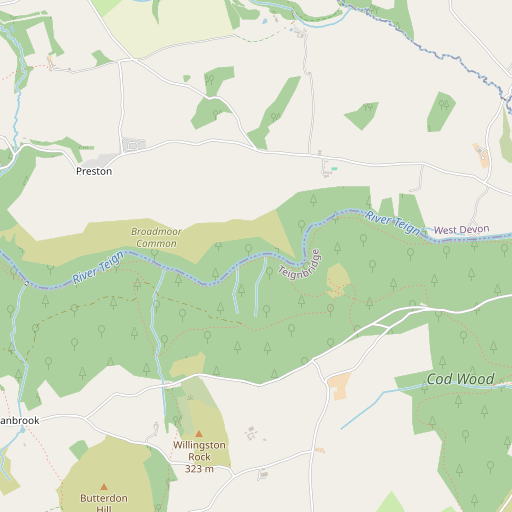 Preston
River Teign
West Devon
Broadmoor
Common
River Teign
Teignbridge
Cod Wood
anbrook
Willingston
Rock
323 m
Butterdon
Hill